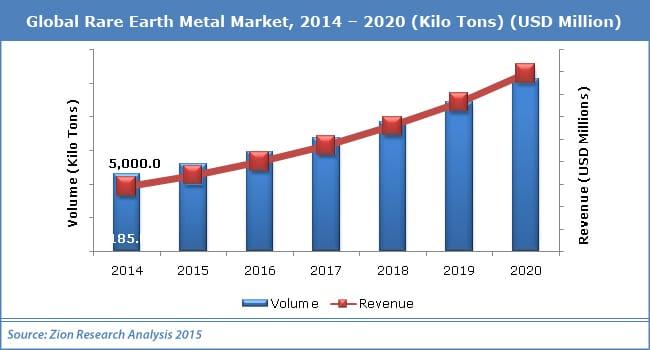 Global Rare Earth Metal Market, 2014 – 2020 (Kilo Tons) (USD Million)
Volume (Kilo Tons)
5,000.0
185.
Revenue (USD Millions)
2014 2015 2016 2017 2018 2019 2020
Volume Revenue
Source: Zion Research Analysis 2015